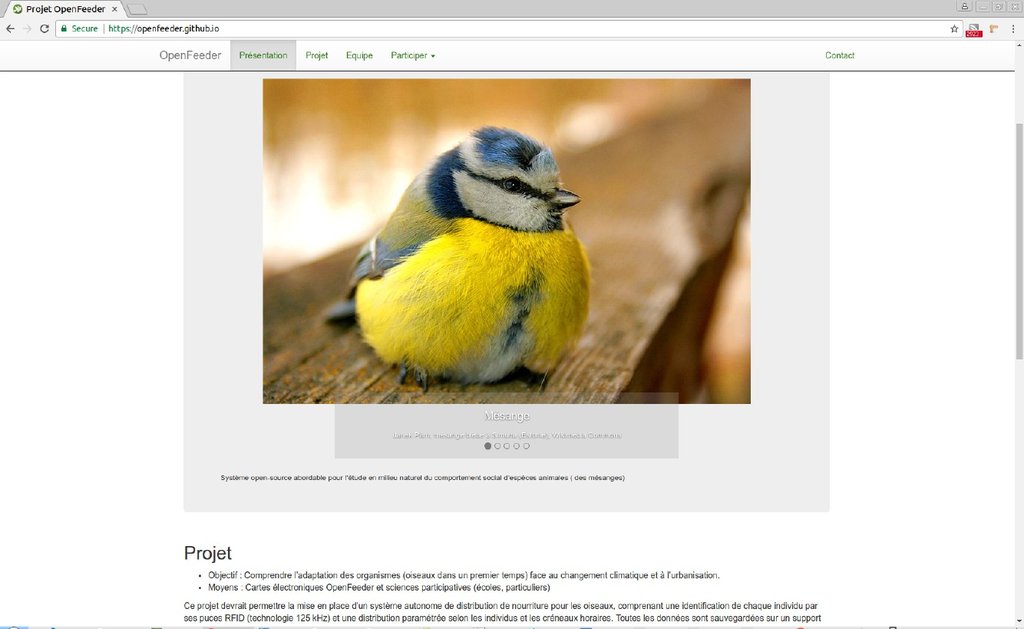 Projet OpenFeeder
Secure
https://openfeeder.github.io
OpenFeeder
Présentation
Projet
Equipe
Participer
Contact
Mésange
Système open-source abordable pour l'étude en milieu naturel du comportement social d'espèces animales ( des mésanges)
Projet
Objectif : Comprendre l'adaptation des organismes (oiseaux dans un premier temps) face au changement climatique et à l'urbanisation.
Moyens : Cartes électroniques OpenFeeder et sciences participatives (écoles, particuliers)
Ce projet devrait permettre la mise en place d'un système autonome de distribution de nourriture pour les oiseaux, comprenant une identification de chaque individu par
ses puces RFID (technologie 125 kHz) et une distribution paramétrée selon les individus et les créneaux horaires. Toutes les données sont sauvegardées sur un support